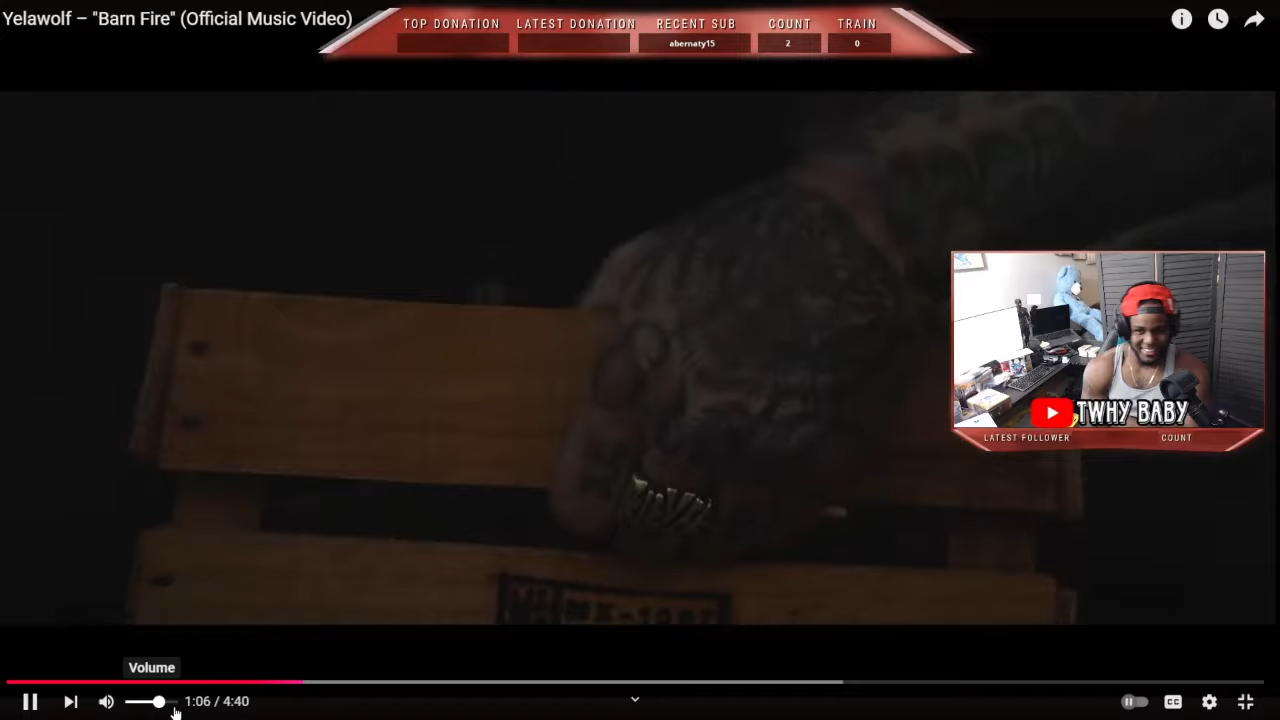 Yelawolf – "Barn Fire" (Official Music Video)
TOP DONATION LATEST DONATION RECENT SUB COUNT TRAIN
abernaty15 2 0
TWHY BABY
LATEST FOLLOWER COUNT
Volume
1:06 / 4:40
CC